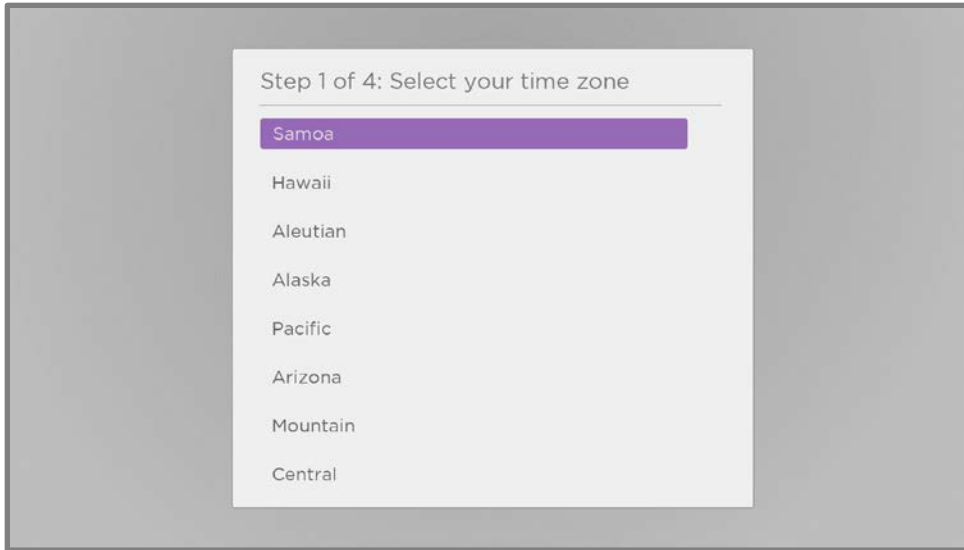 Step 1 of 4: Select your time zone
Samoa
Hawaii
Aleutian
Alaska
Pacific
Arizona
Mountain
Central